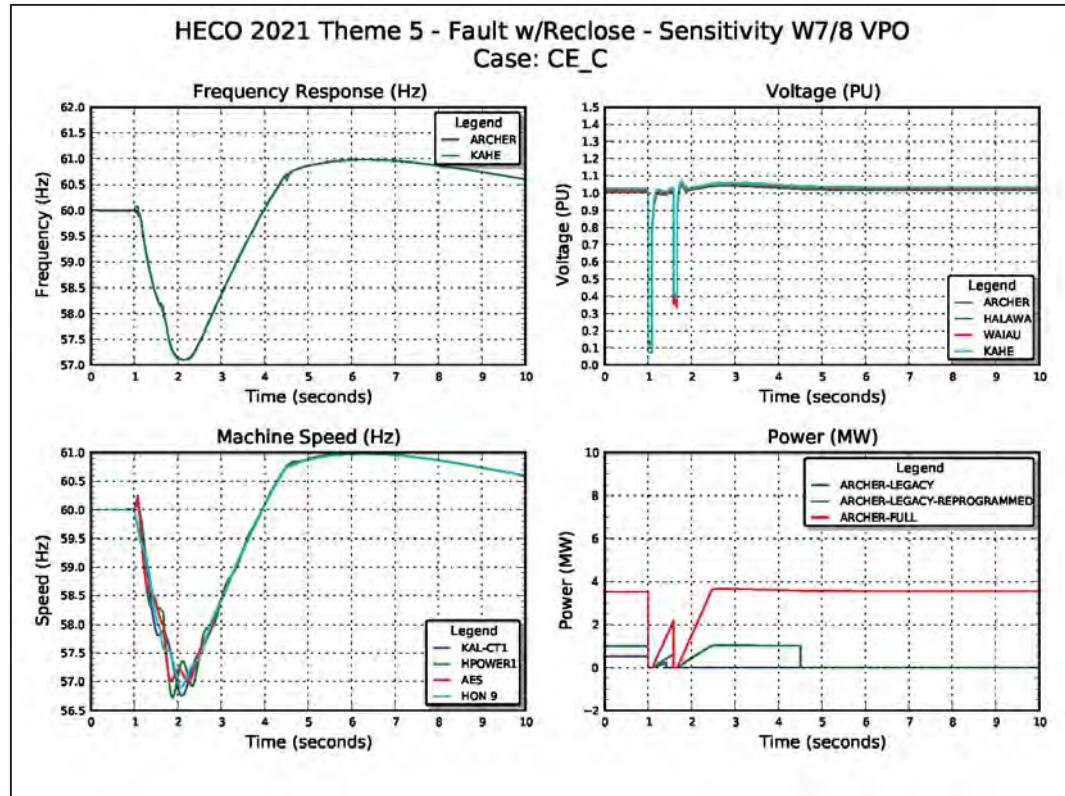 HECO 2021 Theme 5 - Fault w/Reclose - Sensitivity W7/8 VPO
Case: CE_C
Frequency Response (Hz)
62.0
61.5
61.0
60.5
60.0
59.5
59.0
58.5
58.0
57.5
57.0
Frequency (Hz)
Legend
ARCHER
KAHE
0 1 2 3 4 5 6 7 8 9 10
Time (seconds)
Voltage (PU)
1.5
1.4
1.3
1.2
1.1
1.0
0.9
0.8
0.7
0.6
0.5
0.4
0.3
0.2
0.1
0.0
Voltage (PU)
Legend
ARCHER
HALAWA
WAIAU
KAHE
0 1 2 3 4 5 6 7 8 9 10
Time (seconds)
Machine Speed (Hz)
61.0
60.5
60.0
59.5
59.0
58.5
58.0
57.5
57.0
56.5
Speed (Hz)
Legend
KAL-CT1
HPOWER1
AES
HON 9
0 1 2 3 4 5 6 7 8 9 10
Time (seconds)
Power (MW)
10
8
6
4
2
0
−2
Power (MW)
Legend
ARCHER-LEGACY
ARCHER-LEGACY-REPROGRAMMED
ARCHER-FULL
0 1 2 3 4 5 6 7 8 9 10
Time (seconds)